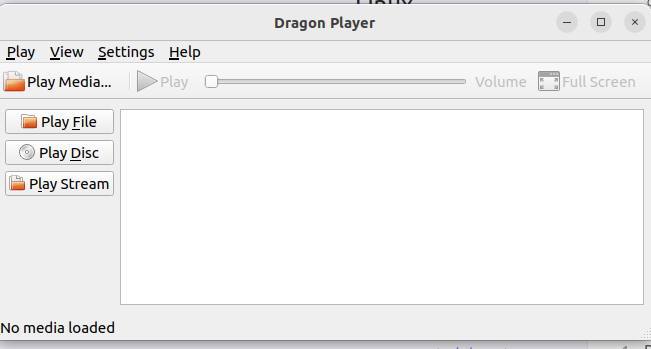 Dragon Player
Play View Settings Help
Play Media... Play Volume Full Screen
Play File
Play Disc
Play Stream
No media loaded